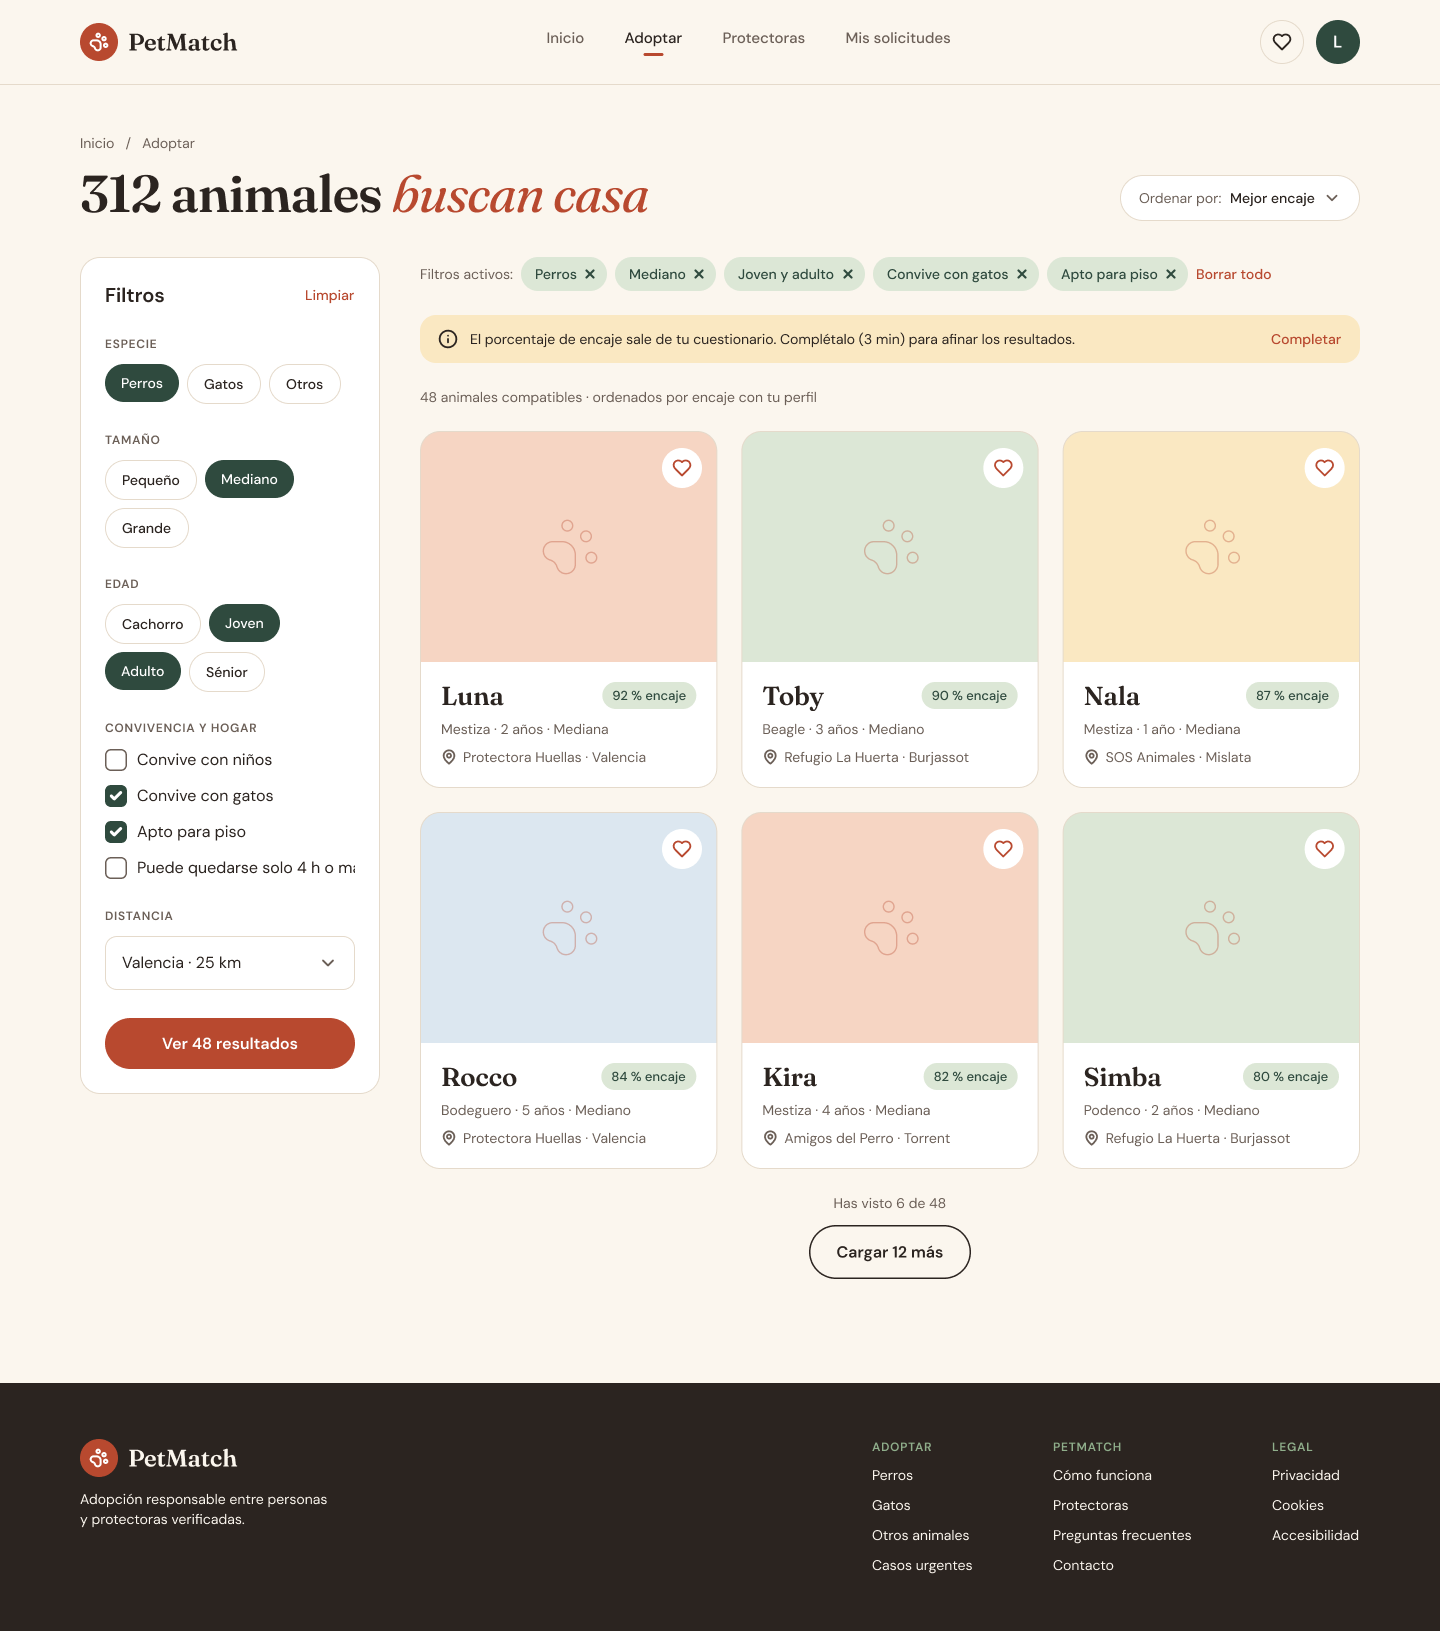 PetMatch
Inicio
Adoptar
Protectoras
Mis solicitudes
L
Inicio / Adoptar
312 animales buscan casa
Ordenar por: Mejor encaje
Filtros
Limpiar
ESPECIE
Perros
Gatos
Otros
TAMAÑO
Pequeño
Mediano
Grande
EDAD
Cachorro
Joven
Adulto
Sénior
CONVIVENCIA Y HOGAR
Convive con niños
Convive con gatos
Apto para piso
Puede quedarse solo 4 h o má
DISTANCIA
Valencia · 25 km
Ver 48 resultados
Filtros activos:
Perros
Mediano
Joven y adulto
Convive con gatos
Apto para piso
Borrar todo
El porcentaje de encaje sale de tu cuestionario. Complétalo (3 min) para afinar los resultados.
Completar
48 animales compatibles · ordenados por encaje con tu perfil
Luna
92 % encaje
Mestiza · 2 años · Mediana
Protectora Huellas · Valencia
Toby
90 % encaje
Beagle · 3 años · Mediano
Refugio La Huerta · Burjassot
Nala
87 % encaje
Mestiza · 1 año · Mediana
SOS Animales · Mislata
Rocco
84 % encaje
Bodeguero · 5 años · Mediano
Protectora Huellas · Valencia
Kira
82 % encaje
Mestiza · 4 años · Mediana
Amigos del Perro · Torrent
Simba
80 % encaje
Podenco · 2 años · Mediano
Refugio La Huerta · Burjassot
Has visto 6 de 48
Cargar 12 más
PetMatch
Adopción responsable entre personas
y protectoras verificadas.
ADOPTAR
Perros
Gatos
Otros animales
Casos urgentes
PETMATCH
Cómo funciona
Protectoras
Preguntas frecuentes
Contacto
LEGAL
Privacidad
Cookies
Accesibilidad